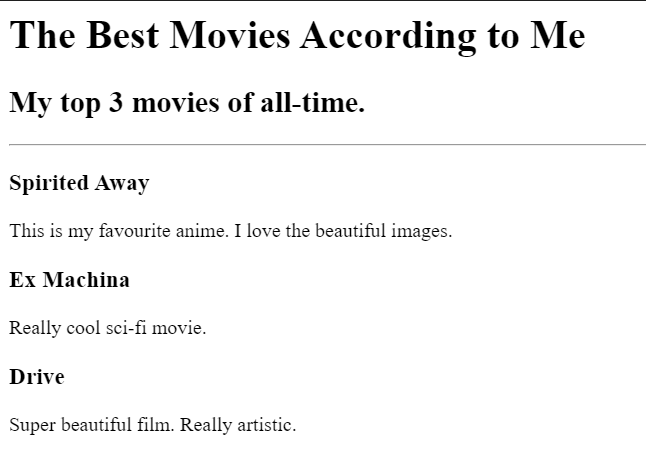 The Best Movies According to Me
My top 3 movies of all-time.
Spirited Away
This is my favourite anime. I love the beautiful images.
Ex Machina
Really cool sci-fi movie.
Drive
Super beautiful film. Really artistic.